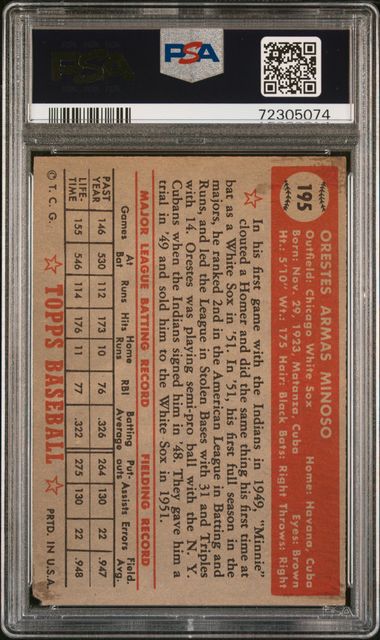 PSA
PSA
72305074
195
ORESTES ARMAS MINOSO
Outfield: Chicago White Sox Home: Havana, Cuba
Born: Nov. 29, 1923, Matanza, Cuba Eyes: Brown
Ht.: 5'10" Wt.: 175 Hair: Black Bats: Right Throws: Right
In his first game with the Indians in 1949, "Minnie"
clouted a Homer and did the same thing his first time at
bat as a White Sox in '51. In '51, his first full season in the
majors, he ranked 2nd in the American League in Batting and
Runs, and led the League in Stolen Bases with 31 and Triples
with 14. Orestes was playing semi-pro ball with the N. Y.
Cubans when the Indians signed him in '48. They gave him a
trial in '49 and sold him to the White Sox in 1951.
MAJOR LEAGUE BATTING RECORD FIELDING RECORD
Games At Bat Runs Hits Home Runs RBI Batting Average Put-outs Assists Errors Field. Avg.
PAST YEAR 146 530 112 173 10 76 .326 264 130 22 .947
LIFE-TIME 155 546 114 176 11 77 .322 275 130 22 .948
© T. C. G. TOPPS BASEBALL PRTD. IN U.S.A.